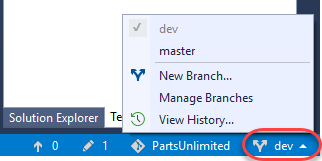 dev
master
New Branch...
Manage Branches
View History...
Solution Explorer Te
0 1 PartsUnlimited dev